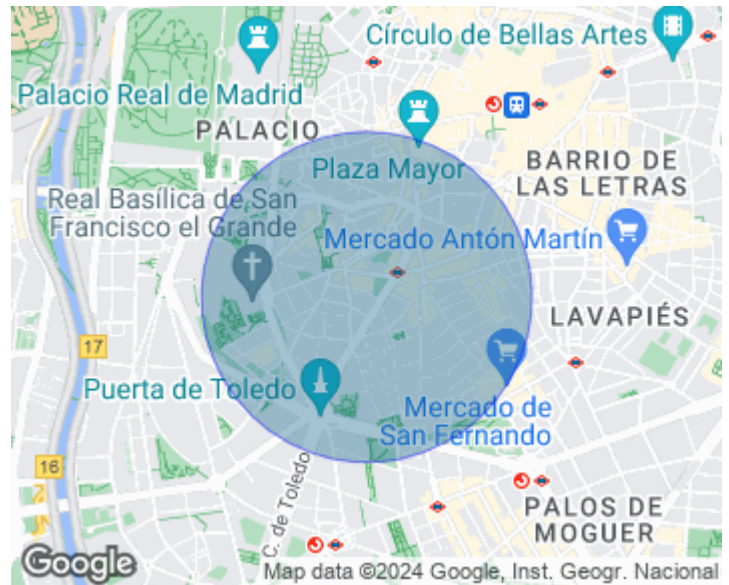 Círculo de Bellas Artes
Palacio Real de Madrid
PALACIO
Plaza Mayor
BARRIO DE
LAS LETRAS
Real Basílica de San
Francisco el Grande
Mercado Antón Martín
LAVAPIÉS
17
Puerta de Toledo
Mercado de
San Fernando
16
C. de Toledo
PALOS DE
MOGUER
Google
Map data ©2024 Google, Inst. Geogr. Nacional